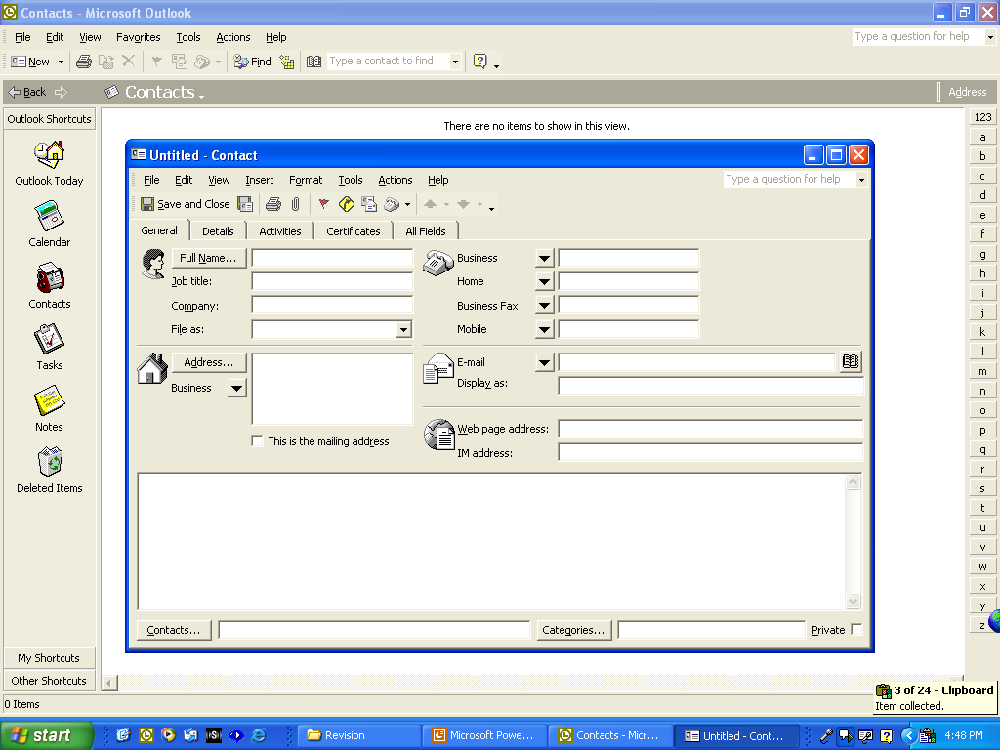 Contacts - Microsoft Outlook
File Edit View Favorites Tools Actions Help
Type a question for help
New Find Type a contact to find
Back Contacts Address
Outlook Shortcuts
Outlook Today
Calendar
Contacts
Tasks
Notes
Deleted Items
My Shortcuts
Other Shortcuts
There are no items to show in this view.
Untitled - Contact
File Edit View Insert Format Tools Actions Help
Type a question for help
Save and Close
General Details Activities Certificates All Fields
Full Name...
Job title:
Company:
File as:
Business
Home
Business Fax
Mobile
Address...
Business
This is the mailing address
E-mail
Display as:
Web page address:
IM address:
Contacts... Categories... Private
123
a
b
c
d
e
f
g
h
i
j
k
l
m
n
o
p
q
r
s
t
u
v
w
x
y
z
3 of 24 - Clipboard
Item collected.
0 Items
start Revision Microsoft Powe... Contacts - Micr... Untitled - Cont... 4:48 PM